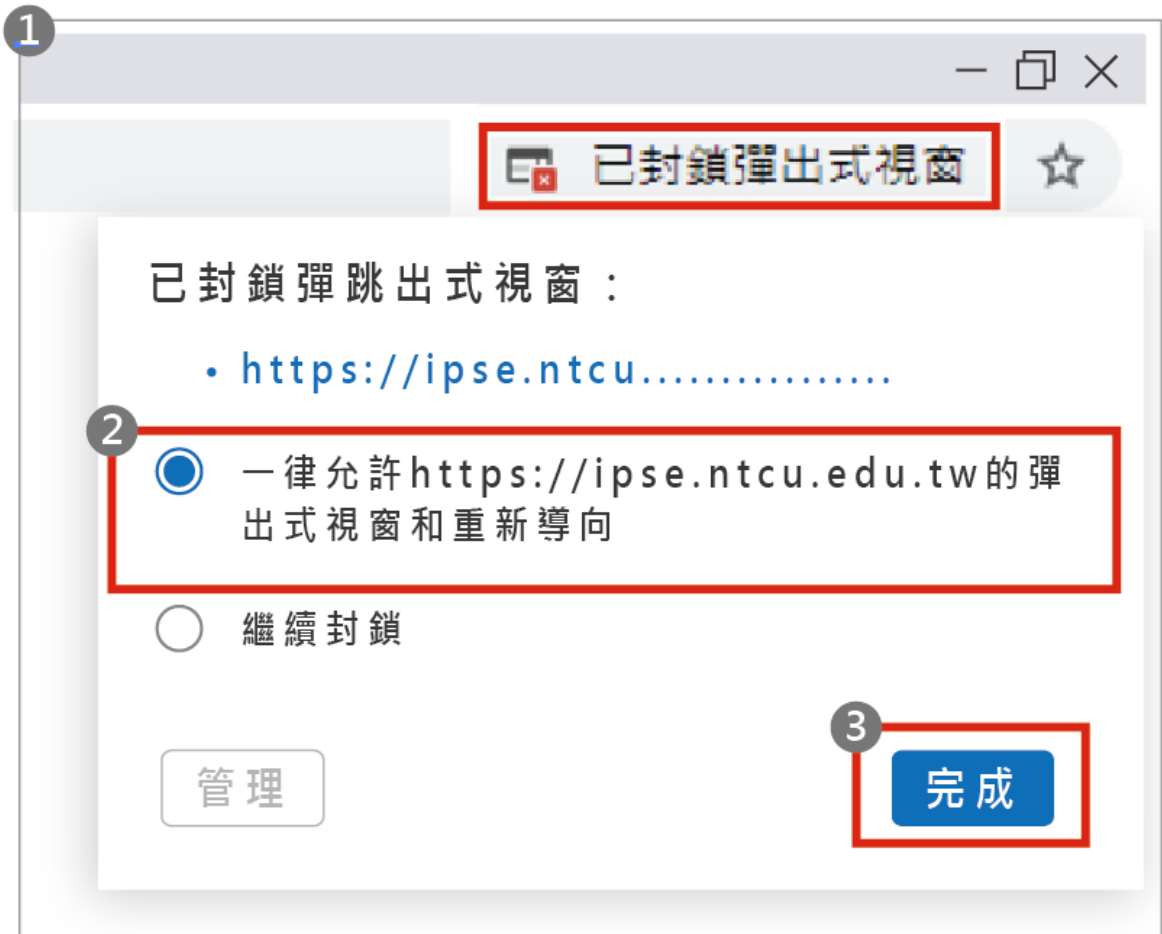 1
已封鎖彈出式視窗
已封鎖彈跳出式視窗：
• https://ipse.ntcu................
2
一律允許https://ipse.ntcu.edu.tw的彈
出式視窗和重新導向
繼續封鎖
3
管理
完成